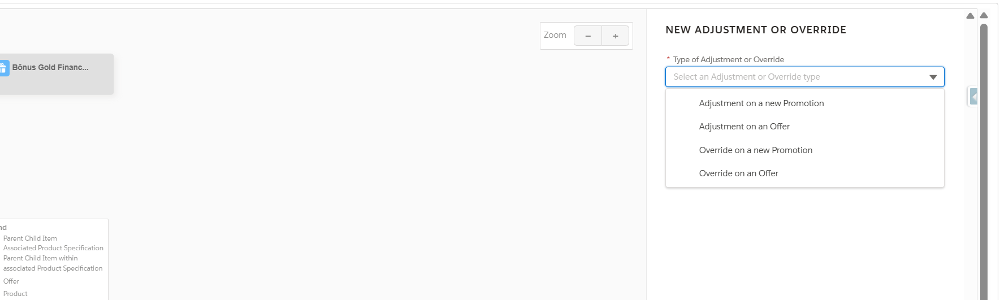 Zoom
−
+
Bônus Gold Financ...
NEW ADJUSTMENT OR OVERRIDE
* Type of Adjustment or Override
Select an Adjustment or Override type
Adjustment on a new Promotion
Adjustment on an Offer
Override on a new Promotion
Override on an Offer
nd
Parent Child Item
Associated Product Specification
Parent Child Item within
associated Product Specification
Offer
Product